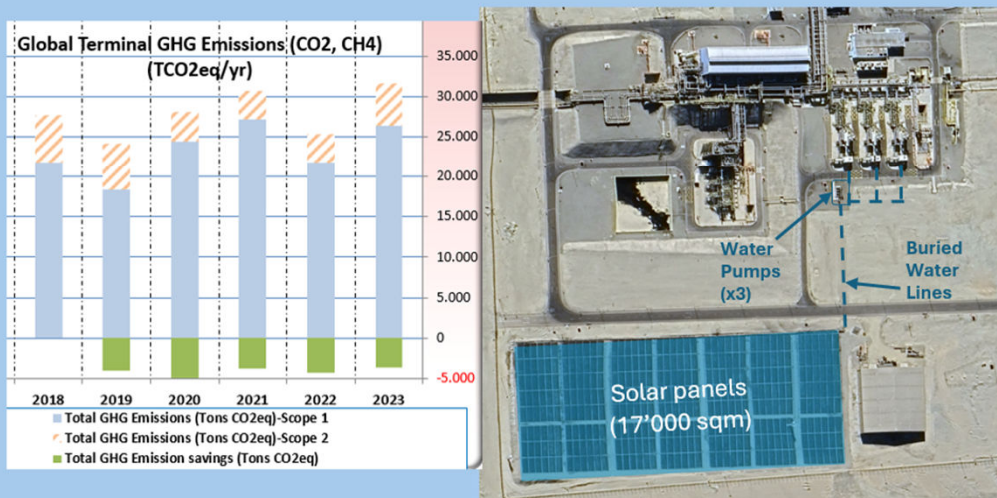 Global Terminal GHG Emissions (CO2, CH4)
(TCO2eq/yr)
35.000
30.000
25.000
20.000
15.000
10.000
5.000
0
-5.000
2018 2019 2020 2021 2022 2023
Total GHG Emissions (Tons CO2eq)-Scope 1
Total GHG Emissions (Tons CO2eq)-Scope 2
Total GHG Emission savings (Tons CO2eq)
Water
Pumps
(x3)
Buried
Water
Lines
Solar panels
(17'000 sqm)